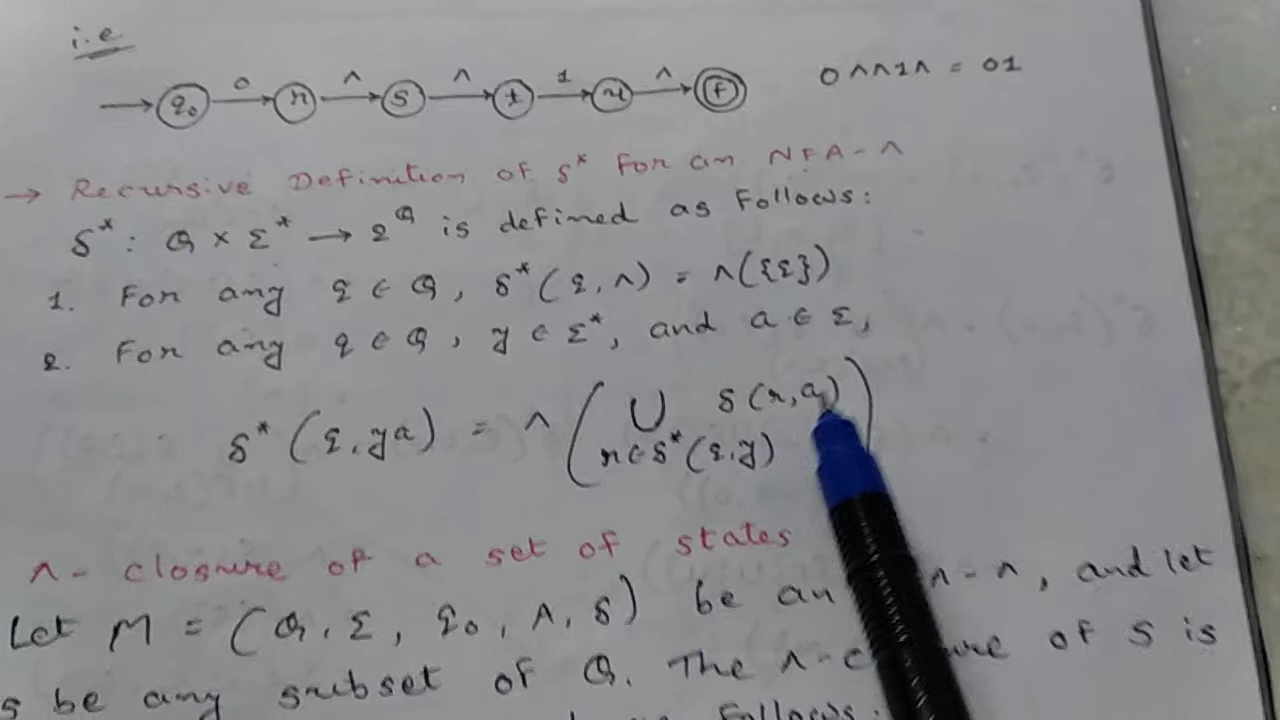 i.e
q0 0 r Λ s Λ t 1 u Λ F 0ΛΛ1Λ = 01
→ Recursive Definition of δ* For an NFA-Λ
δ* : Q × Σ* → 2^Q is defined as Follows:
1. For any q ∈ Q, δ*(q, Λ) = Λ({q})
2. For any q ∈ Q, y ∈ Σ*, and a ∈ Σ,
δ*(q, ya) = Λ( ∪ δ(r, a) )
r ∈ δ*(q, y)
Λ- closure of a set of states
Let M = (Q, Σ, q0, A, δ) be an Λ, and let
s be any subset of Q. The of s is
Follows: